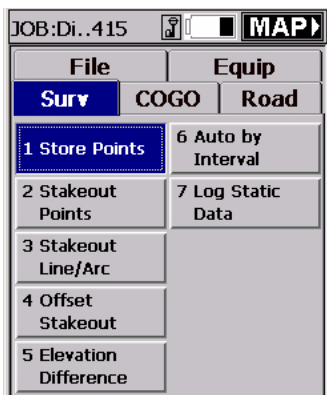 JOB:Di..415 MAP
File Equip
Surv COGO Road
1 Store Points
6 Auto by
Interval
2 Stakeout
Points
7 Log Static
Data
3 Stakeout
Line/Arc
4 Offset
Stakeout
5 Elevation
Difference